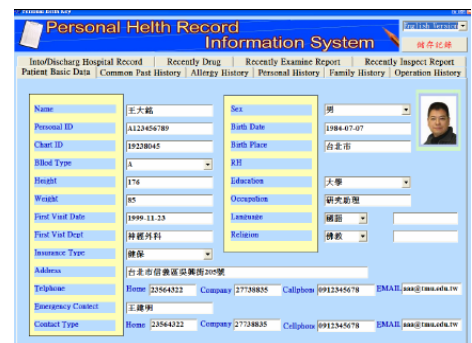 Personal Helth Key
Personal Helth Record
Information System
English Version
儲存記錄
Into/Discharg Hospital Record Recently Drug Recently Examine Report Recently Inspect Report
Patient Basic Data Common Past History Allergy History Personal History Family History Operation History
Name 王大銘 Sex 男
Personal ID A123456789 Birth Date 1984-07-07
Chart ID 19238045 Birth Place 台北市
Bllod Type A RH
Height 176 Education 大學
Weight 85 Occupation 研究助理
First Visit Date 1999-11-23 Language 國語
First Vist Dept 神經外科 Religion 佛教
Insurance Type 健保
Address 台北市信義區吳興街205號
Telphone Home 23564322 Company 27738835 Callphone 0912345678 EMAIL aaa@tmu.edu.tw
Emergency Contect 王建明
Contact Type Home 23564322 Company 27738835 Cellphone 0912345678 EMAIL aaa@tmu.edu.tw